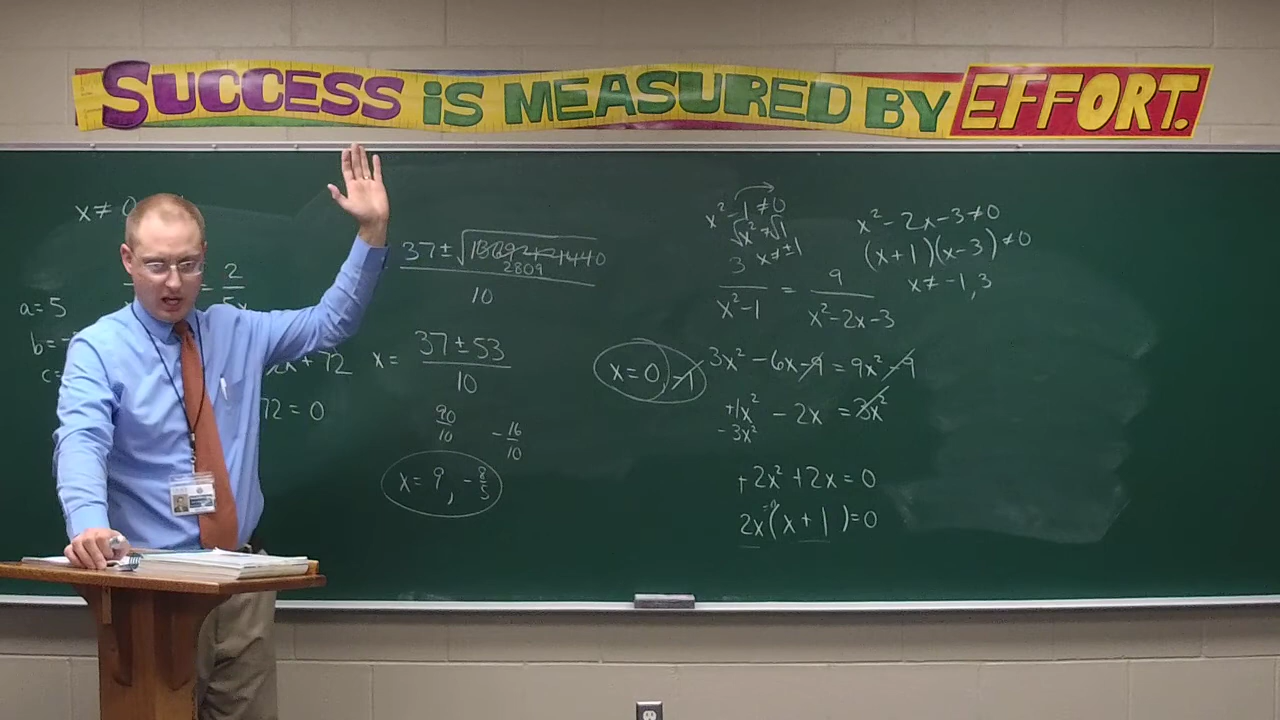 SUCCESS IS MEASURED BY EFFORT.
x ≠ 0
= 2
a = 5
b = -
c =
+ 72
72 = 0
37 ± √
2809
10
x = 37 ± 53
10
90/10 -16/10
x = 9, -8/5
x² - 1 ≠ 0
√x² ≠ √1
x ≠ ±1
x² - 2x - 3 ≠ 0
(x + 1)(x - 3) ≠ 0
x ≠ -1, 3
3/(x² - 1) = 9/(x² - 2x - 3)
x = 0, -1
3x² - 6x - 9 = 9x² - 9
+1x² - 2x = 3x²
-3x²
+2x² + 2x = 0
2x(x + 1) = 0